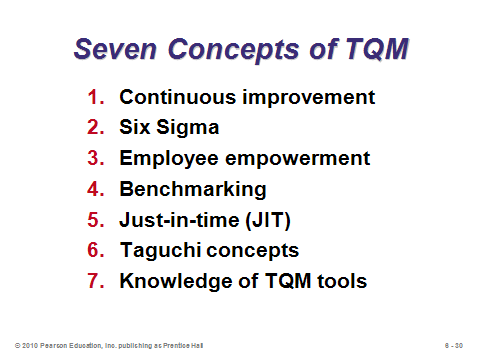 Seven Concepts of TQM
1. Continuous improvement
2. Six Sigma
3. Employee empowerment
4. Benchmarking
5. Just-in-time (JIT)
6. Taguchi concepts
7. Knowledge of TQM tools
© 2010 Pearson Education, Inc. publishing as Prentice Hall 6 - 30